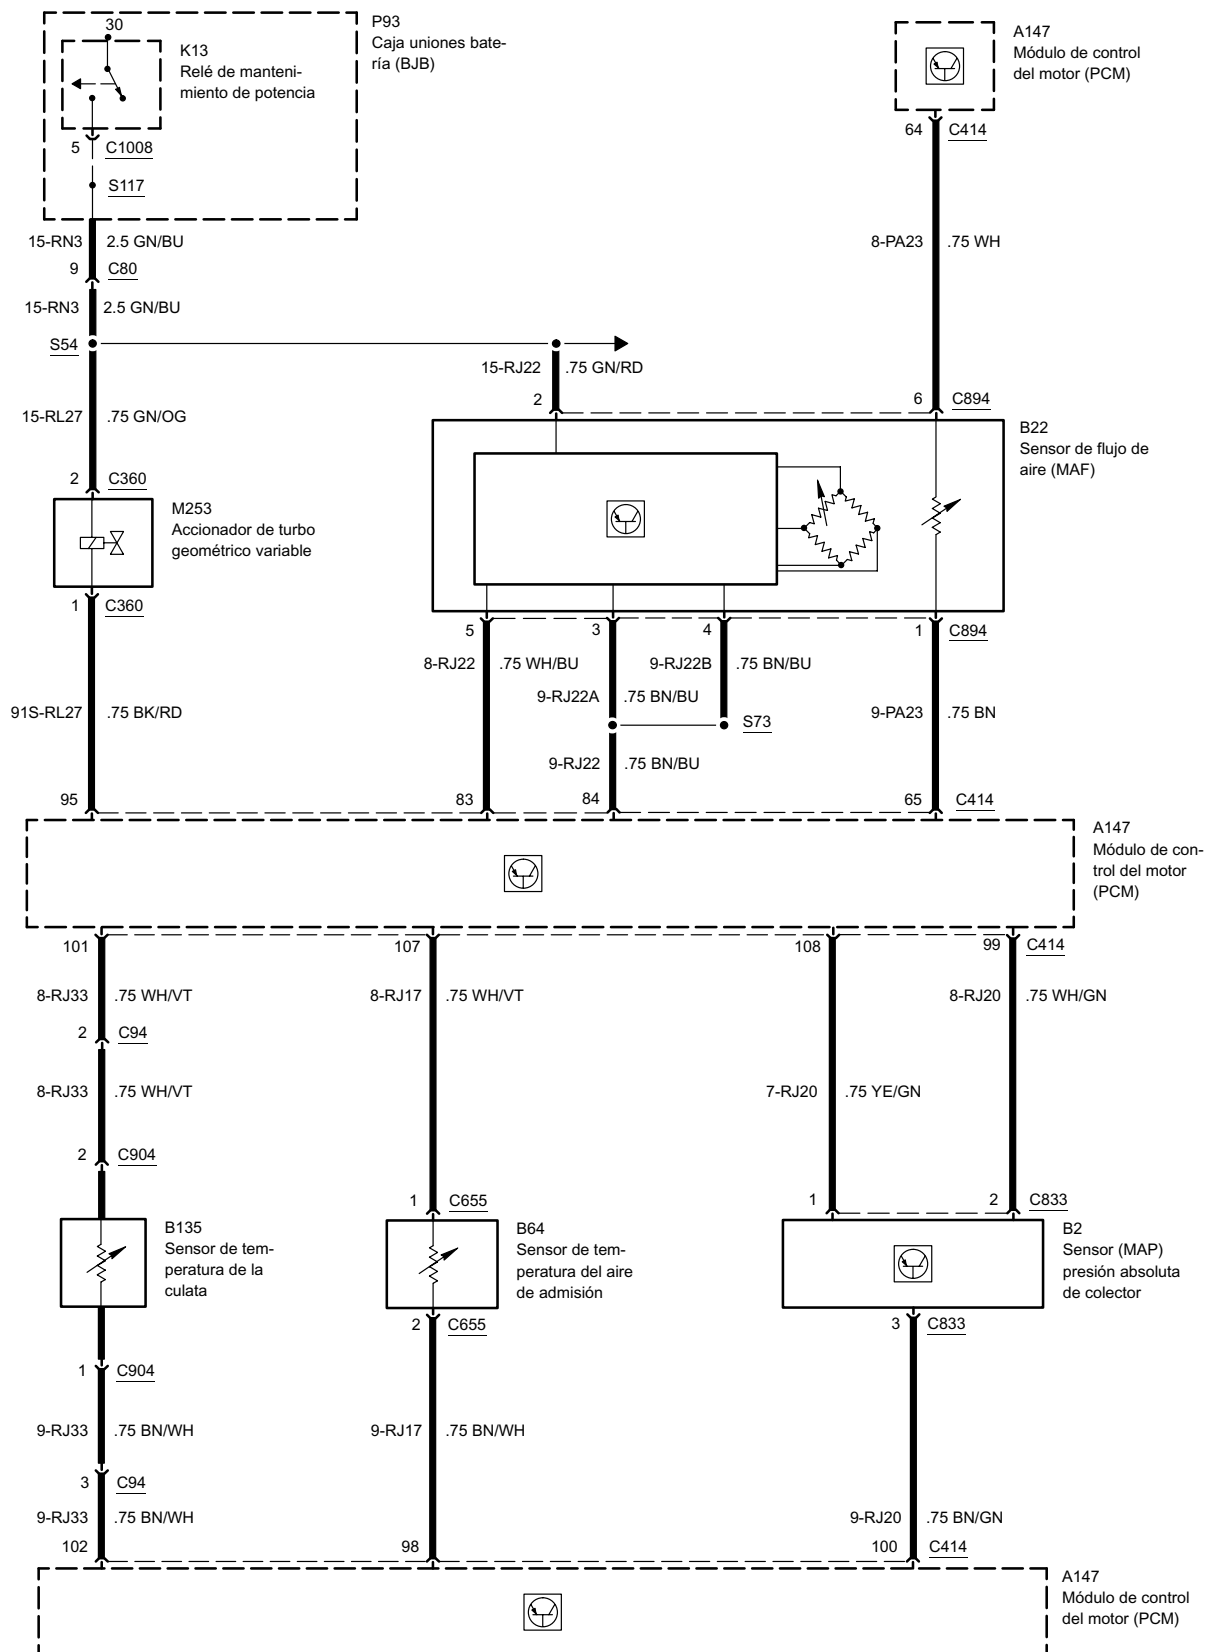 30
K13
Relé de manteni-
miento de potencia
P93
Caja uniones bate-
ría (BJB)
A147
Módulo de control
del motor (PCM)
5 C1008
S117
64 C414
15-RN3 2.5 GN/BU
9 C80
15-RN3 2.5 GN/BU
S54
8-PA23 .75 WH
15-RJ22 .75 GN/RD
15-RL27 .75 GN/OG
2
6 C894
B22
Sensor de flujo de
aire (MAF)
2 C360
M253
Accionador de turbo
geométrico variable
1 C360
5
3
4
1 C894
8-RJ22 .75 WH/BU
9-RJ22B .75 BN/BU
9-RJ22A .75 BN/BU
91S-RL27 .75 BK/RD
S73
9-PA23 .75 BN
9-RJ22 .75 BN/BU
95
83
84
65 C414
A147
Módulo de con-
trol del motor
(PCM)
101
107
108
99 C414
8-RJ33 .75 WH/VT
8-RJ17 .75 WH/VT
8-RJ20 .75 WH/GN
2 C94
8-RJ33 .75 WH/VT
7-RJ20 .75 YE/GN
2 C904
1 C655
1
2 C833
B135
Sensor de tem-
peratura de la
culata
B64
Sensor de tem-
peratura del aire
de admisión
B2
Sensor (MAP)
presión absoluta
de colector
2 C655
3 C833
1 C904
9-RJ33 .75 BN/WH
9-RJ17 .75 BN/WH
3 C94
9-RJ33 .75 BN/WH
9-RJ20 .75 BN/GN
102
98
100 C414
A147
Módulo de control
del motor (PCM)